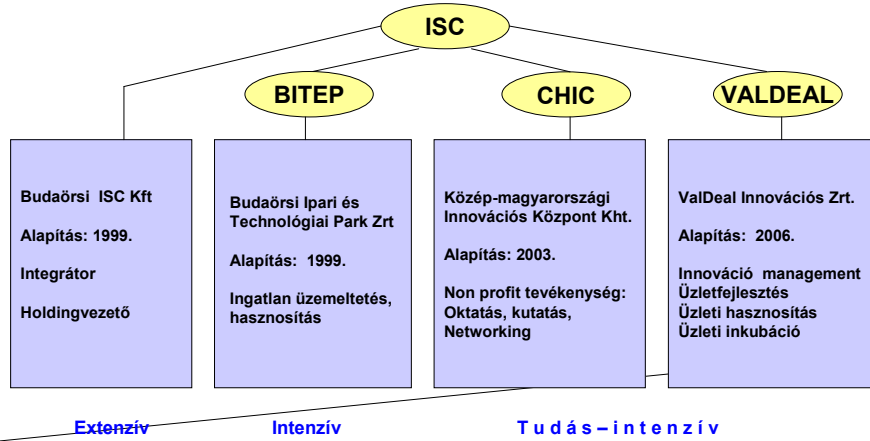 ISC
BITEP
CHIC
VALDEAL
Budaörsi ISC Kft
Alapítás: 1999.
Integrátor
Holdingvezető
Budaörsi Ipari és
Technológiai Park Zrt
Alapítás: 1999.
Ingatlan üzemeltetés,
hasznosítás
Közép-magyarországi
Innovációs Központ Kht.
Alapítás: 2003.
Non profit tevékenység:
Oktatás, kutatás,
Networking
ValDeal Innovációs Zrt.
Alapítás: 2006.
Innováció management
Üzletfejlesztés
Üzleti hasznosítás
Üzleti inkubáció
Extenzív
Intenzív
Tudás–intenzív